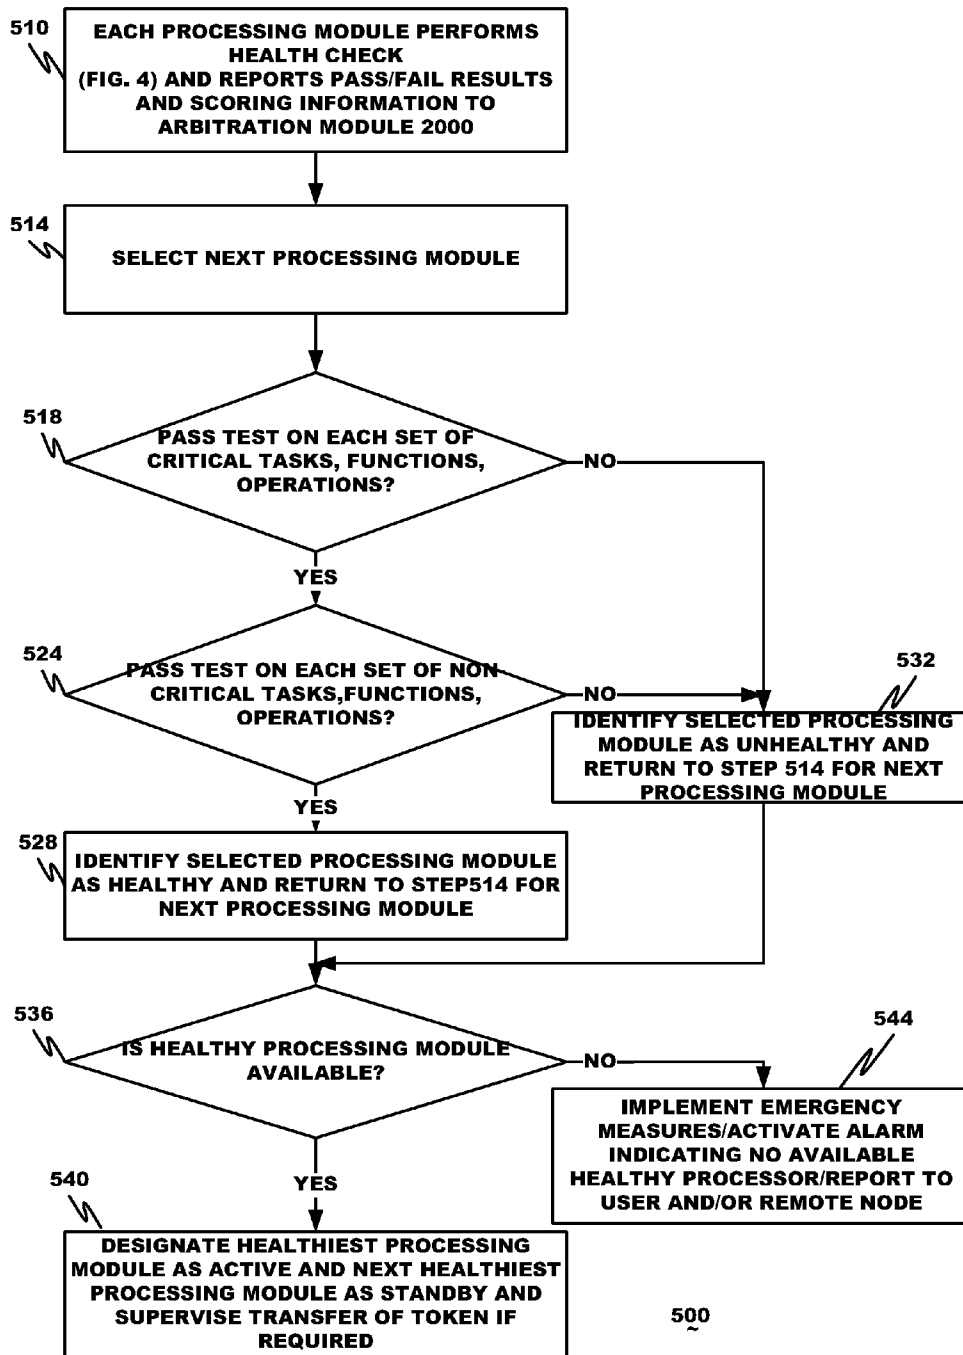 510
EACH PROCESSING MODULE PERFORMS
HEALTH CHECK
(FIG. 4) AND REPORTS PASS/FAIL RESULTS
AND SCORING INFORMATION TO
ARBITRATION MODULE 2000
514
SELECT NEXT PROCESSING MODULE
518
PASS TEST ON EACH SET OF
CRITICAL TASKS, FUNCTIONS,
OPERATIONS?
NO
YES
524
PASS TEST ON EACH SET OF NON-
CRITICAL TASKS,FUNCTIONS,
OPERATIONS?
NO
532
IDENTIFY SELECTED PROCESSING
MODULE AS UNHEALTHY AND
RETURN TO STEP 514 FOR NEXT
PROCESSING MODULE
YES
528
IDENTIFY SELECTED PROCESSING MODULE
AS HEALTHY AND RETURN TO STEP514 FOR
NEXT PROCESSING MODULE
536
IS HEALTHY PROCESSING MODULE
AVAILABLE?
NO
544
IMPLEMENT EMERGENCY
MEASURES/ACTIVATE ALARM
INDICATING NO AVAILABLE
HEALTHY PROCESSOR/REPORT TO
USER AND/OR REMOTE NODE
YES
540
DESIGNATE HEALTHIEST PROCESSING
MODULE AS ACTIVE AND NEXT HEALTHIEST
PROCESSING MODULE AS STANDBY AND
SUPERVISE TRANSFER OF TOKEN IF
REQUIRED
500